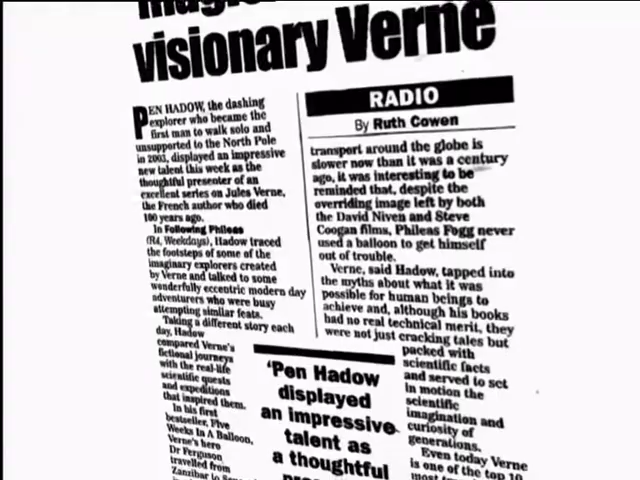 visionary Verne
PEN HADOW, the dashing
explorer who became the
first man to walk solo and
unsupported to the North Pole
in 2003, displayed an impressive
new talent this week as the
thoughtful presenter of an
excellent series on Jules Verne,
the French author who died
100 years ago.
In Following Phileas
(R4, Weekdays), Hadow traced
the footsteps of some of the
imaginary explorers created
by Verne and talked to some
wonderfully eccentric modern day
adventurers who were busy
attempting similar feats.
Taking a different story each
day, Hadow
compared Verne's
fictional journeys
with the real-life
scientific quests
and expeditions
that inspired them.
In his first
bestseller, Five
Weeks In A Balloon,
Verne's hero
Dr Ferguson
travelled from
Zanzibar to
'Pen Hadow
displayed
an impressive
talent as
a thoughtful
RADIO
By Ruth Cowen
transport around the globe is
slower now than it was a century
ago, it was interesting to be
reminded that, despite the
overriding image left by both
the David Niven and Steve
Coogan films, Phileas Fogg never
used a balloon to get himself
out of trouble.
Verne, said Hadow, tapped into
the myths about what it was
possible for human beings to
achieve and, although his books
had no real technical merit, they
were not just cracking tales but
packed with
scientific facts
and served to set
in motion the
scientific
imagination and
curiosity of
generations.
Even today Verne
is one of the top 10